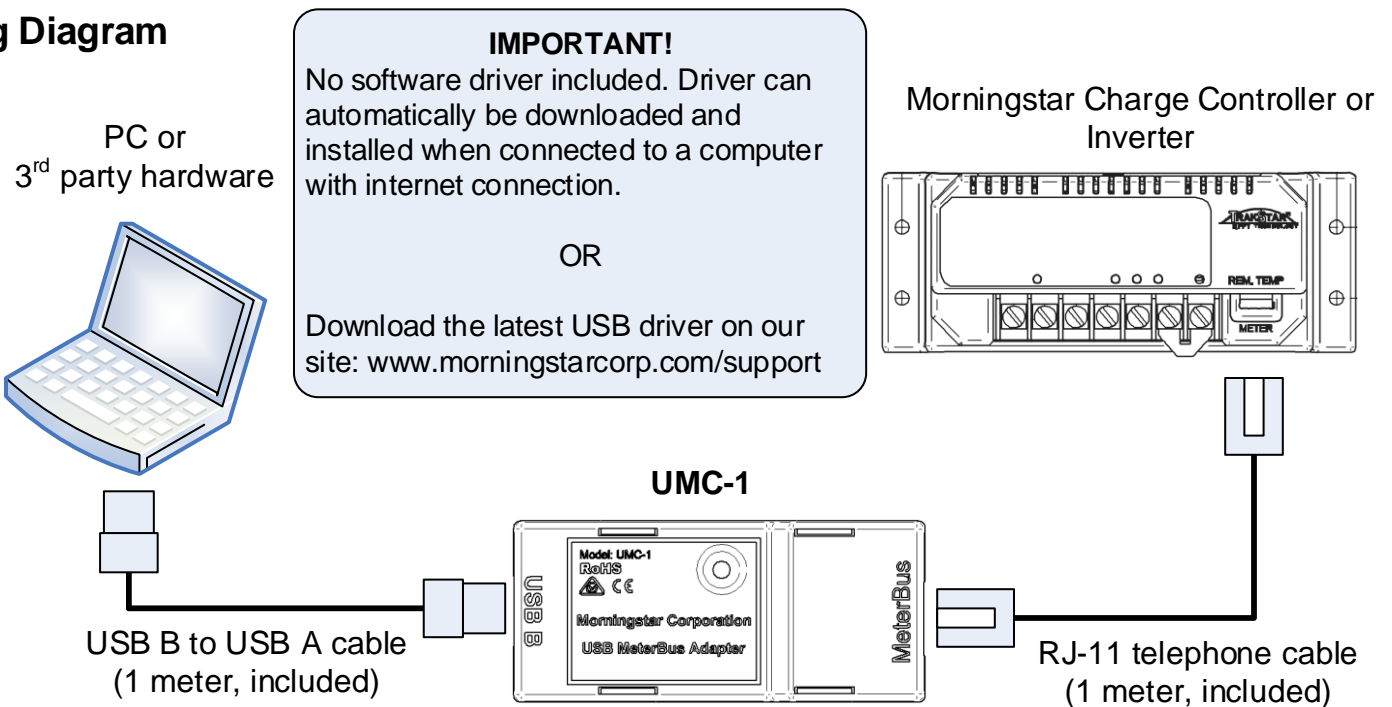 g Diagram
IMPORTANT!
No software driver included. Driver can
automatically be downloaded and
installed when connected to a computer
with internet connection.
OR
Download the latest USB driver on our
site: www.morningstarcorp.com/support
PC or
3rd party hardware
Morningstar Charge Controller or
Inverter
TRAKSTAR
MPPT TECHNOLOGY
REM. TEMP
METER
UMC-1
USB B
Model: UMC-1
RoHS
CE
Morningstar Corporation
USB MeterBus Adapter
MeterBus
USB B to USB A cable
(1 meter, included)
RJ-11 telephone cable
(1 meter, included)